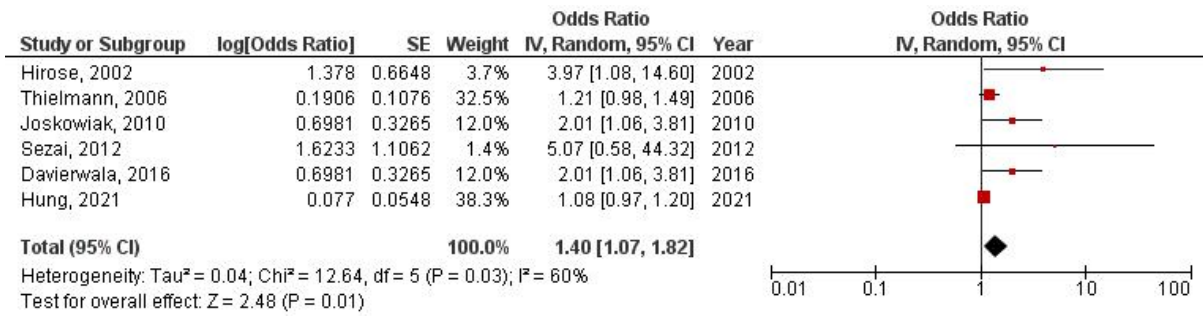 Odds Ratio Odds Ratio
Study or Subgroup log[Odds Ratio] SE Weight IV, Random, 95% CI Year IV, Random, 95% CI
Hirose, 2002 1.378 0.6648 3.7% 3.97 [1.08, 14.60] 2002
Thielmann, 2006 0.1906 0.1076 32.5% 1.21 [0.98, 1.49] 2006
Joskowiak, 2010 0.6981 0.3265 12.0% 2.01 [1.06, 3.81] 2010
Sezai, 2012 1.6233 1.1062 1.4% 5.07 [0.58, 44.32] 2012
Davierwala, 2016 0.6981 0.3265 12.0% 2.01 [1.06, 3.81] 2016
Hung, 2021 0.077 0.0548 38.3% 1.08 [0.97, 1.20] 2021
Total (95% CI) 100.0% 1.40 [1.07, 1.82]
Heterogeneity: Tau² = 0.04; Chi² = 12.64, df = 5 (P = 0.03); I² = 60%
Test for overall effect: Z = 2.48 (P = 0.01)
0.01 0.1 1 10 100